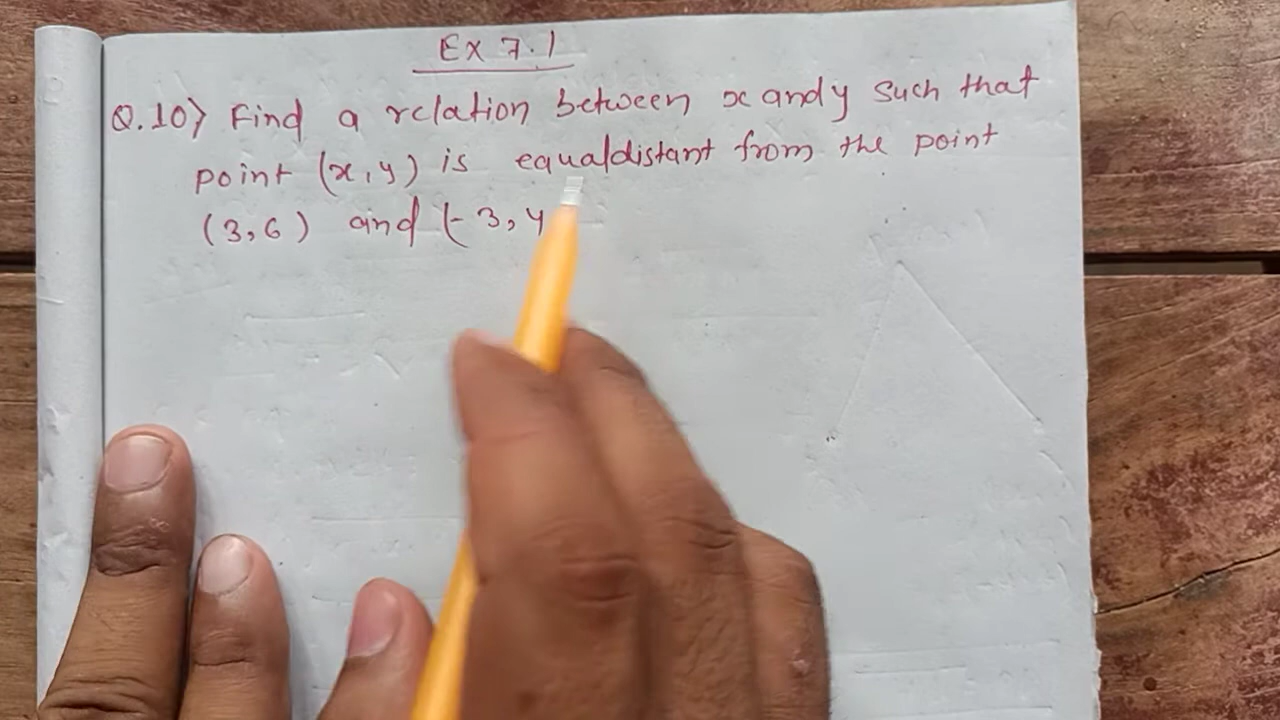 Ex 7.1
Q.10) Find a relation between x and y such that
point (x,y) is equaldistant from the point
(3,6) and (-3,4